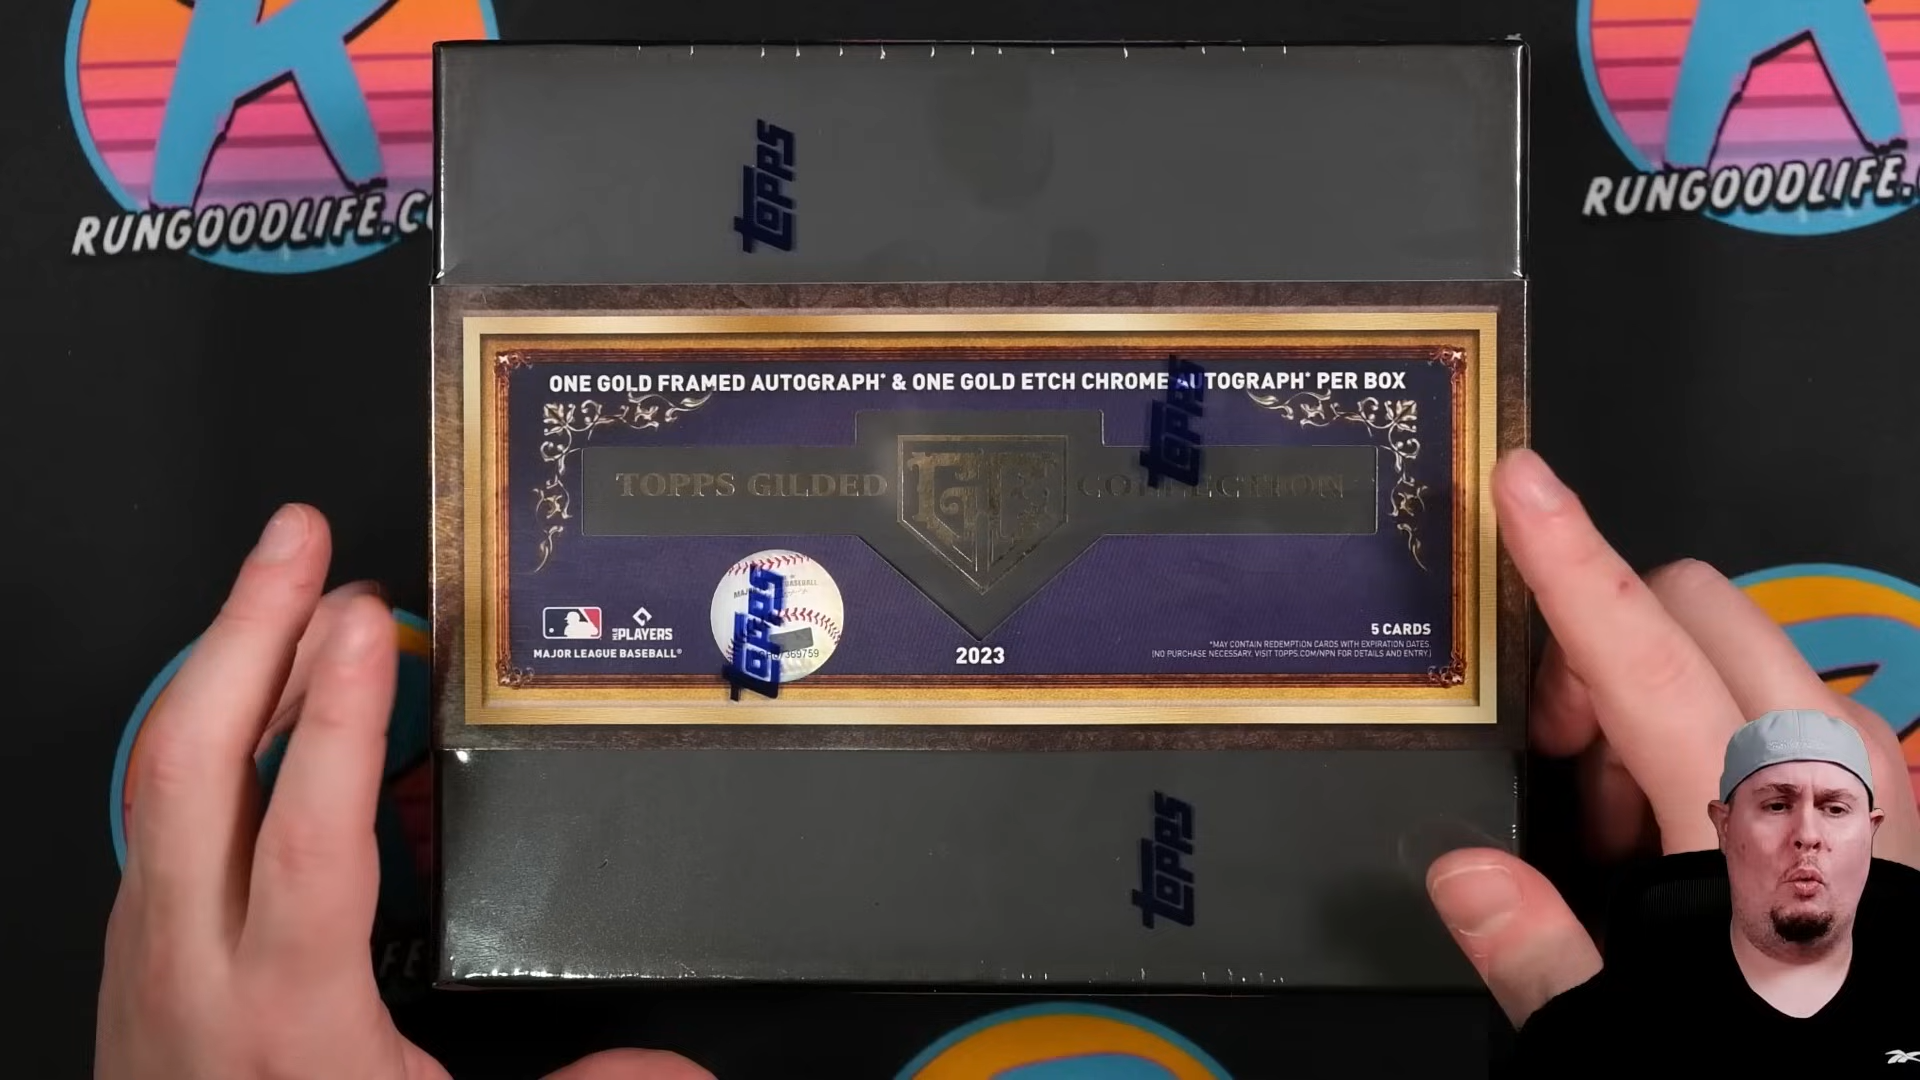 RUNGOODLIFE.C
RUNGOODLIFE.
topps
ONE GOLD FRAMED AUTOGRAPH* & ONE GOLD ETCH CHROME AUTOGRAPH* PER BOX
topps
TOPPS GILDED GC COLLECTION
topps
MAJOR LEAGUE BASEBALL®
MLB PLAYERS
2023
5 CARDS
*MAY CONTAIN REDEMPTION CARDS WITH EXPIRATION DATES.
(NO PURCHASE NECESSARY. VISIT TOPPS.COM/NPN FOR DETAILS AND ENTRY.)
topps